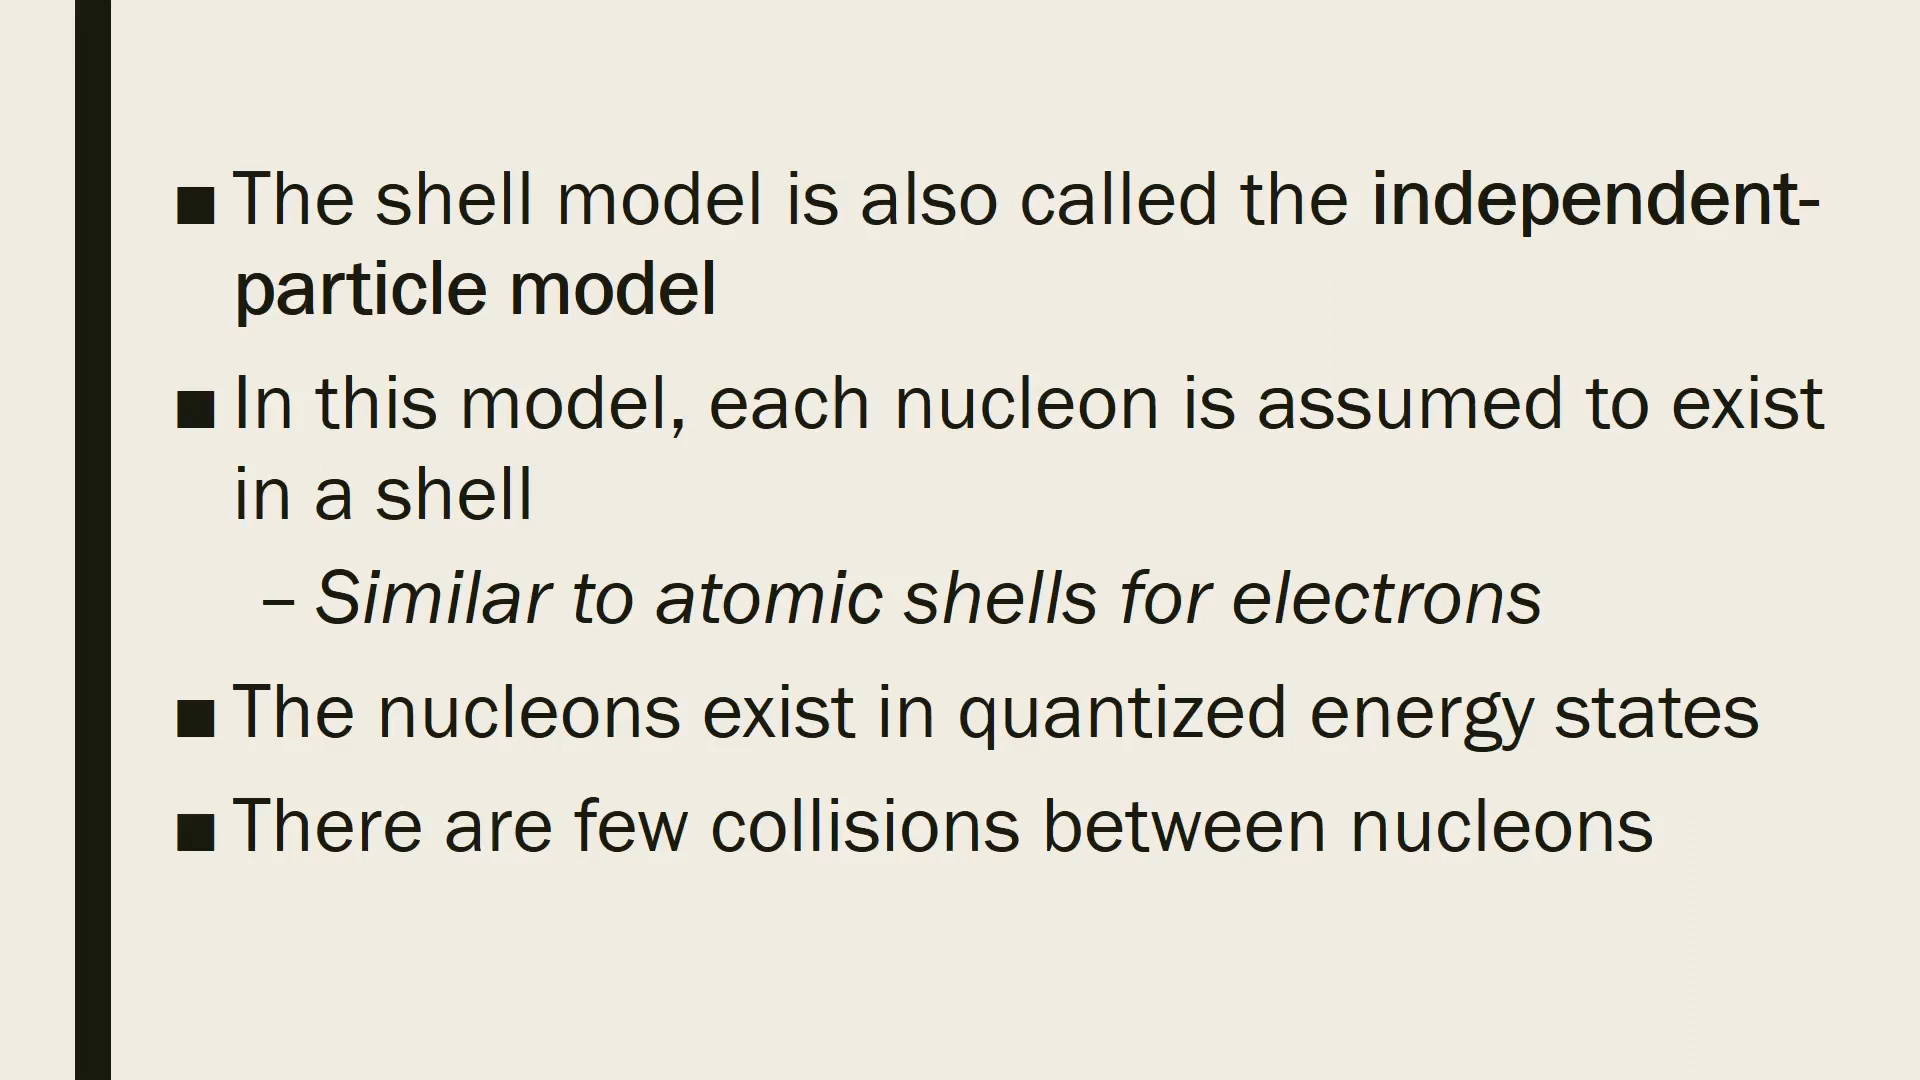 ■ The shell model is also called the independent-
particle model
■ In this model, each nucleon is assumed to exist
in a shell
– Similar to atomic shells for electrons
■ The nucleons exist in quantized energy states
■ There are few collisions between nucleons